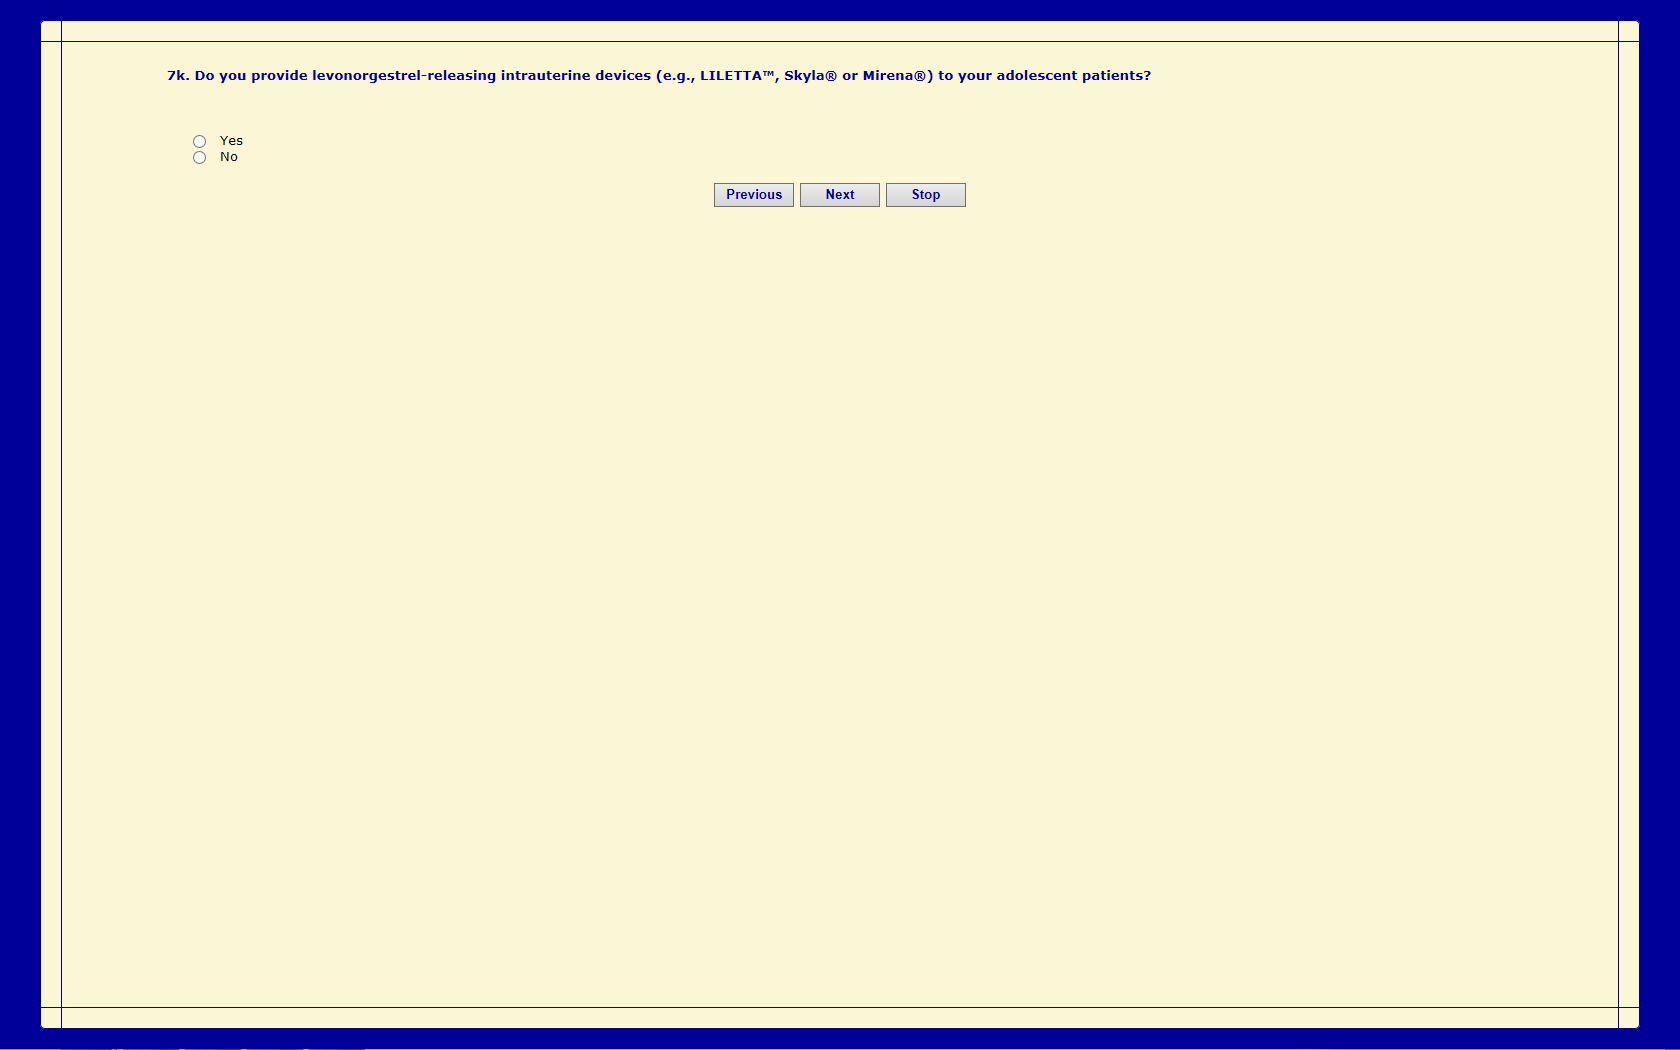 7k. Do you provide levonorgestrel-releasing intrauterine devices (e.g., LILETTA™, Skyla® or Mirena®) to your adolescent patients?
Yes
No
Previous Next Stop